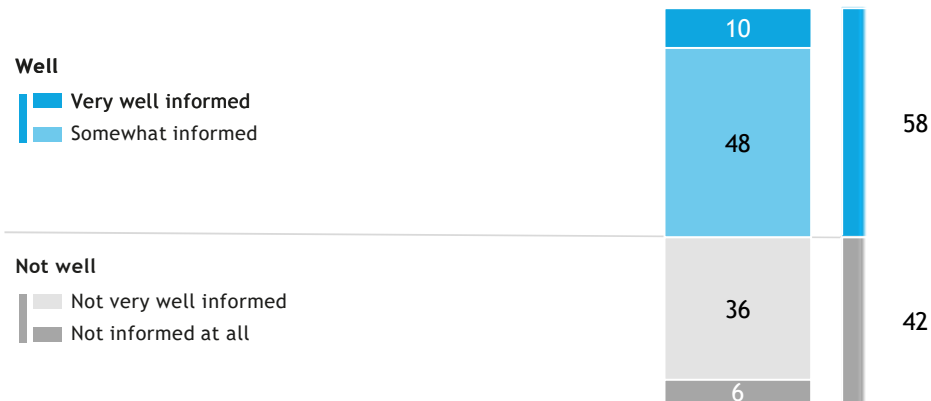 10
Well
Very well informed
Somewhat informed
48
58
Not well
Not very well informed
Not informed at all
36
42
6